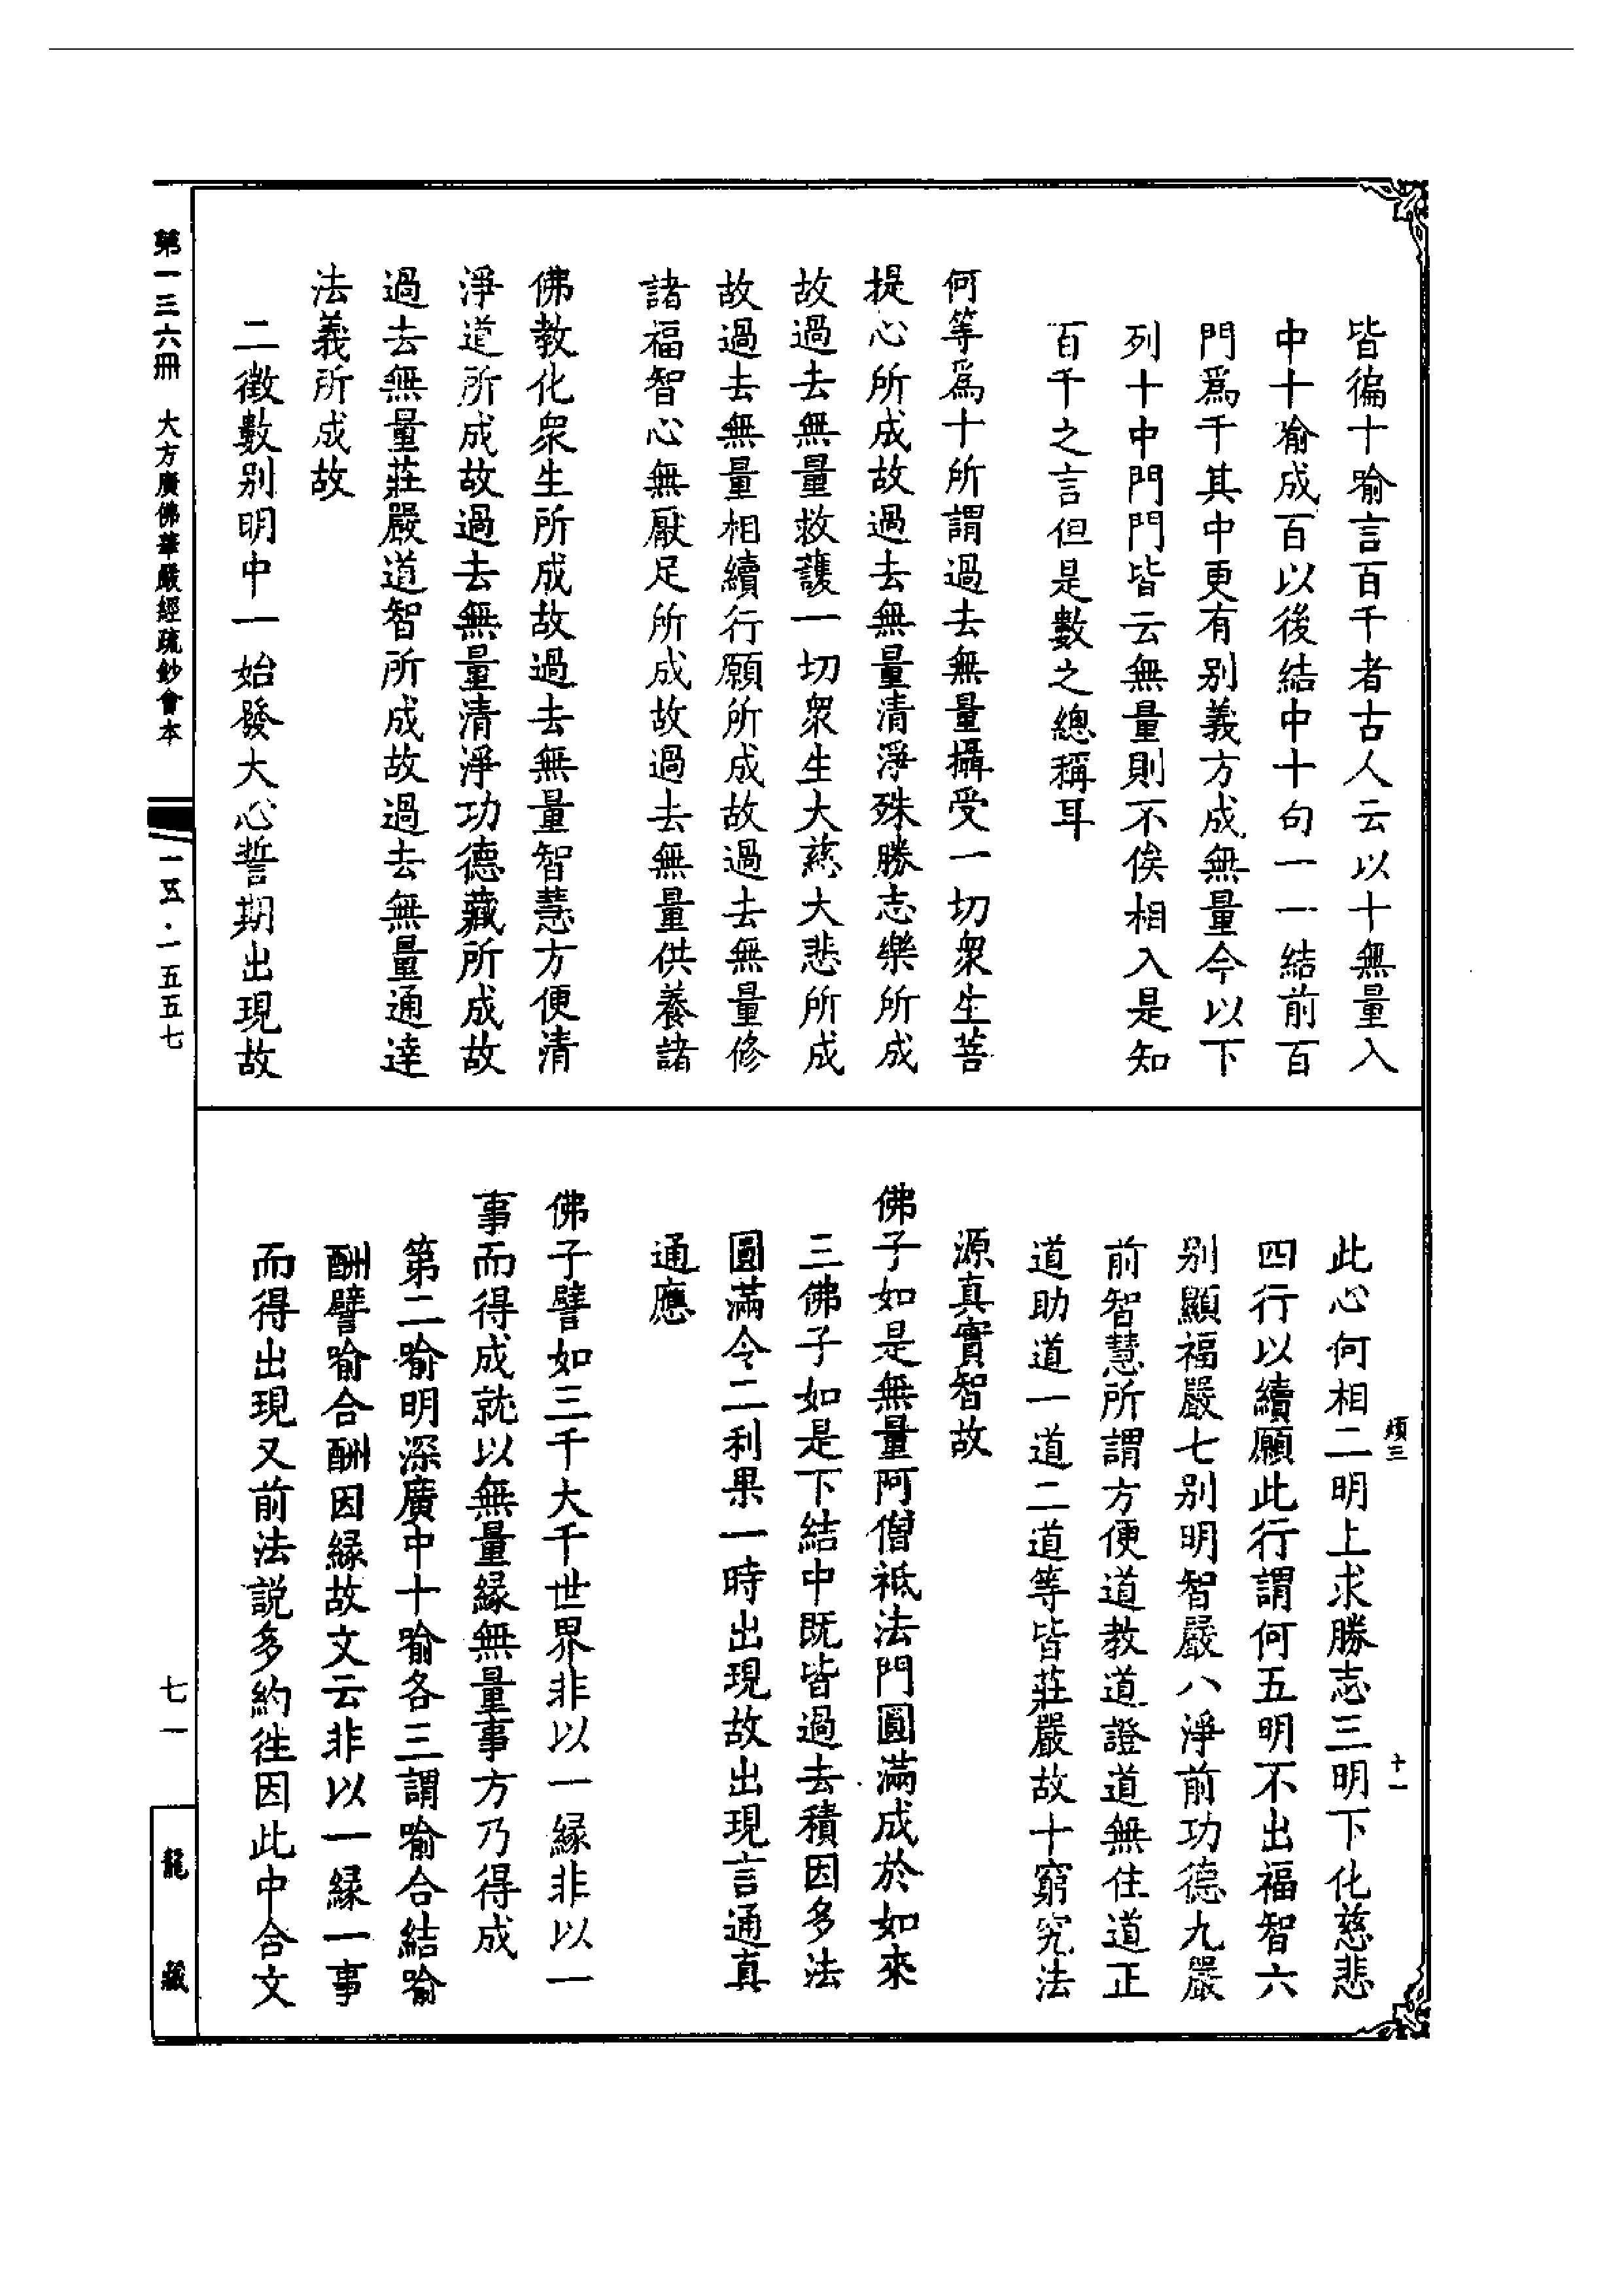 皆徧十喻言百千者古人云以十無量入
中十喻成百以後結中十句一一結前百
門爲千其中更有别義方成無量今以下
列十中門門皆云無量則不俟相入是知
百千之言但是數之總稱耳
何等爲十所謂過去無量攝受一切衆生菩
提心所成故過去無量清淨殊勝志樂所成
故過去無量救護一切衆生大慈大悲所成
故過去無量相續行願所成故過去無量修
諸福智心無厭足所成故過去無量供養諸
佛教化衆生所成故過去無量智慧方便清
淨道所成故過去無量清淨功德藏所成故
過去無量莊嚴道智所成故過去無量通達
法義所成故
二徵數别明中一始發大心誓期出現故
此心何相二明上求勝志三明下化慈悲
四行以續願此行謂何五明不出福智六
别顯福嚴七别明智嚴八淨前功德九嚴
前智慧所謂方便道教道證道無住道正
道助道一道二道等皆莊嚴故十窮究法
源真實智故
佛子如是無量阿僧祇法門圓滿成於如來
三佛子如是下結中既皆過去積因多法
圓滿令二利果一時出現故出現言通真
通應
佛子譬如三千大千世界非以一緣非以一
事而得成就以無量緣無量事方乃得成
第二喻明深廣中十喻各三謂喻合結喻
酬譬喻合酬因緣故文云非以一緣一事
而得出現又前法説多約往因此中合文
三
十一
第一三六冊 大方廣佛華嚴經疏鈔會本
一五·一五五七
七一
龍藏